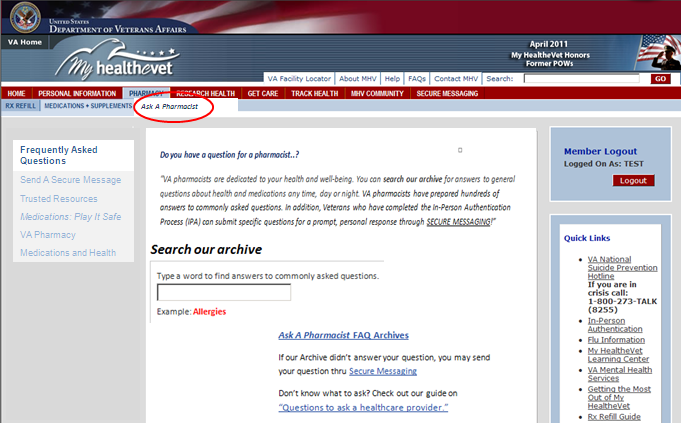 UNITED STATES
DEPARTMENT OF VETERANS AFFAIRS
VA Home
My healthevet
April 2011
My HealtheVet Honors
Former POWs
VA Facility Locator | About MHV | Help | FAQs | Contact MHV | Search: GO
HOME PERSONAL INFORMATION PHARMACY RESEARCH HEALTH GET CARE TRACK HEALTH MHV COMMUNITY SECURE MESSAGING
RX REFILL | MEDICATIONS + SUPPLEMENTS Ask A Pharmacist
Frequently Asked
Questions
Send A Secure Message
Trusted Resources
Medications: Play It Safe
VA Pharmacy
Medications and Health
Do you have a question for a pharmacist..?
"VA pharmacists are dedicated to your health and well-being. You can search our archive for answers to general
questions about health and medications any time, day or night. VA pharmacists have prepared hundreds of
answers to commonly asked questions. In addition, Veterans who have completed the In-Person Authentication
Process (IPA) can submit specific questions for a prompt, personal response through SECURE MESSAGING!"
Search our archive
Type a word to find answers to commonly asked questions.
Example: Allergies
Ask A Pharmacist FAQ Archives
If our Archive didn't answer your question, you may send
your question thru Secure Messaging
Don't know what to ask? Check out our guide on
"Questions to ask a healthcare provider."
Member Logout
Logged On As: TEST
Logout
Quick Links
• VA National
Suicide Prevention
Hotline
If you are in
crisis call:
1-800-273-TALK
(8255)
• In-Person
Authentication
• Flu Information
• My HealtheVet
Learning Center
• VA Mental Health
Services
• Getting the Most
Out of My
HealtheVet
• Rx Refill Guide